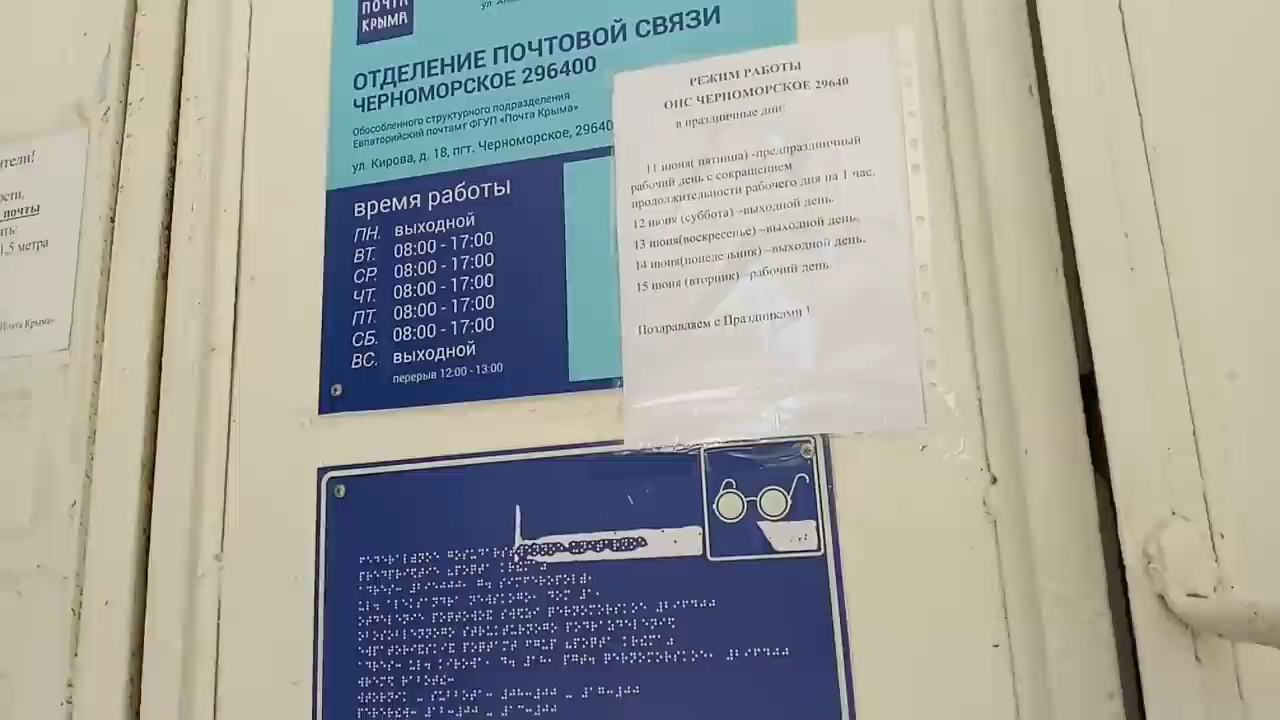 ПОЧТА
КРЫМА
ОТДЕЛЕНИЕ ПОЧТОВОЙ СВЯЗИ
ЧЕРНОМОРСКОЕ 296400
Обособленного структурного подразделения
Евпаторийский почтамт ФГУП «Почта Крыма»
ул. Кирова, д. 18, пгт. Черноморское, 29640
время работы
ПН. выходной
ВТ. 08:00 - 17:00
СР. 08:00 - 17:00
ЧТ. 08:00 - 17:00
ПТ. 08:00 - 17:00
СБ. 08:00 - 17:00
ВС. выходной
перерыв 12:00 - 13:00
РЕЖИМ РАБОТЫ
ОПС ЧЕРНОМОРСКОЕ 29640
в праздничные дни:
11 июня( пятница) -предпраздничный
рабочий день с сокращением
продолжительности рабочего дня на 1 час.
12 июня (суббота) –выходной день.
13 июня(воскресенье) –выходной день.
14 июня(понедельник) –выходной день.
15 июня (вторник) –рабочий день.
Поздравляем с Праздниками !
почты
1,5 метра
Почта Крыма»